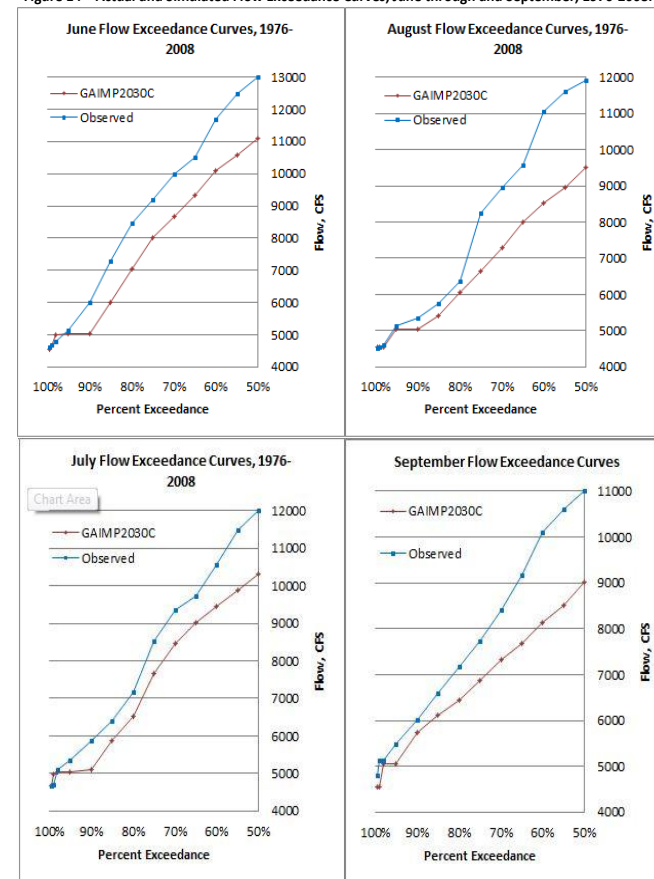 June Flow Exceedance Curves, 1976-
2008
GAIMP2030C
Observed
13000
12000
11000
10000
9000
8000
7000
6000
5000
4000
Flow, CFS
100% 90% 80% 70% 60% 50%
Percent Exceedance
August Flow Exceedance Curves, 1976-
2008
GAIMP2030C
Observed
12000
11000
10000
9000
8000
7000
6000
5000
4000
Flow, CFS
100% 90% 80% 70% 60% 50%
Percent Exceedance
July Flow Exceedance Curves, 1976-
2008
Chart Area
GAIMP2030C
Observed
12000
11000
10000
9000
8000
7000
6000
5000
4000
Flow, CFS
100% 90% 80% 70% 60% 50%
Percent Exceedance
September Flow Exceedance Curves
GAIMP2030C
Observed
11000
10000
9000
8000
7000
6000
5000
4000
Flow, CFS
100% 90% 80% 70% 60% 50%
Percent Exceedance